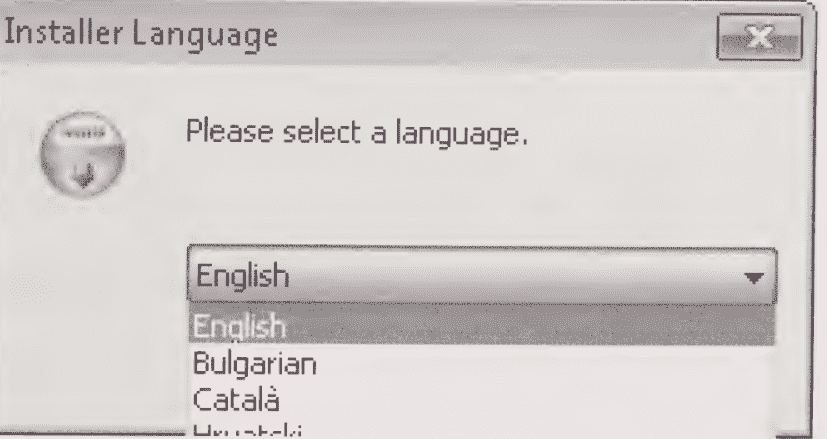 Installer Language
Please select a language.
English
English
Bulgarian
Català